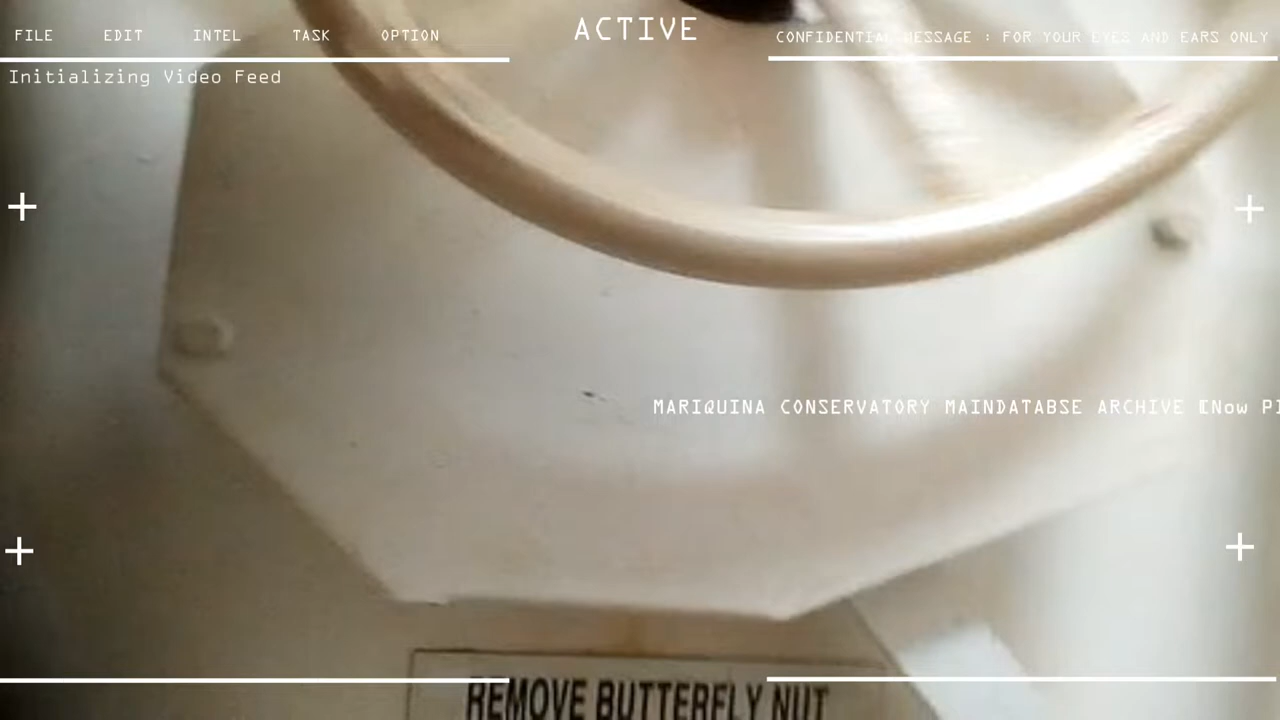 FILE EDIT INTEL TASK OPTION
ACTIVE
CONFIDENTIAL MESSAGE : FOR YOUR EYES AND EARS ONLY
Initializing Video Feed
MARIQUINA CONSERVATORY MAINDATABSE ARCHIVE [Now
REMOVE BUTTERFLY NUT